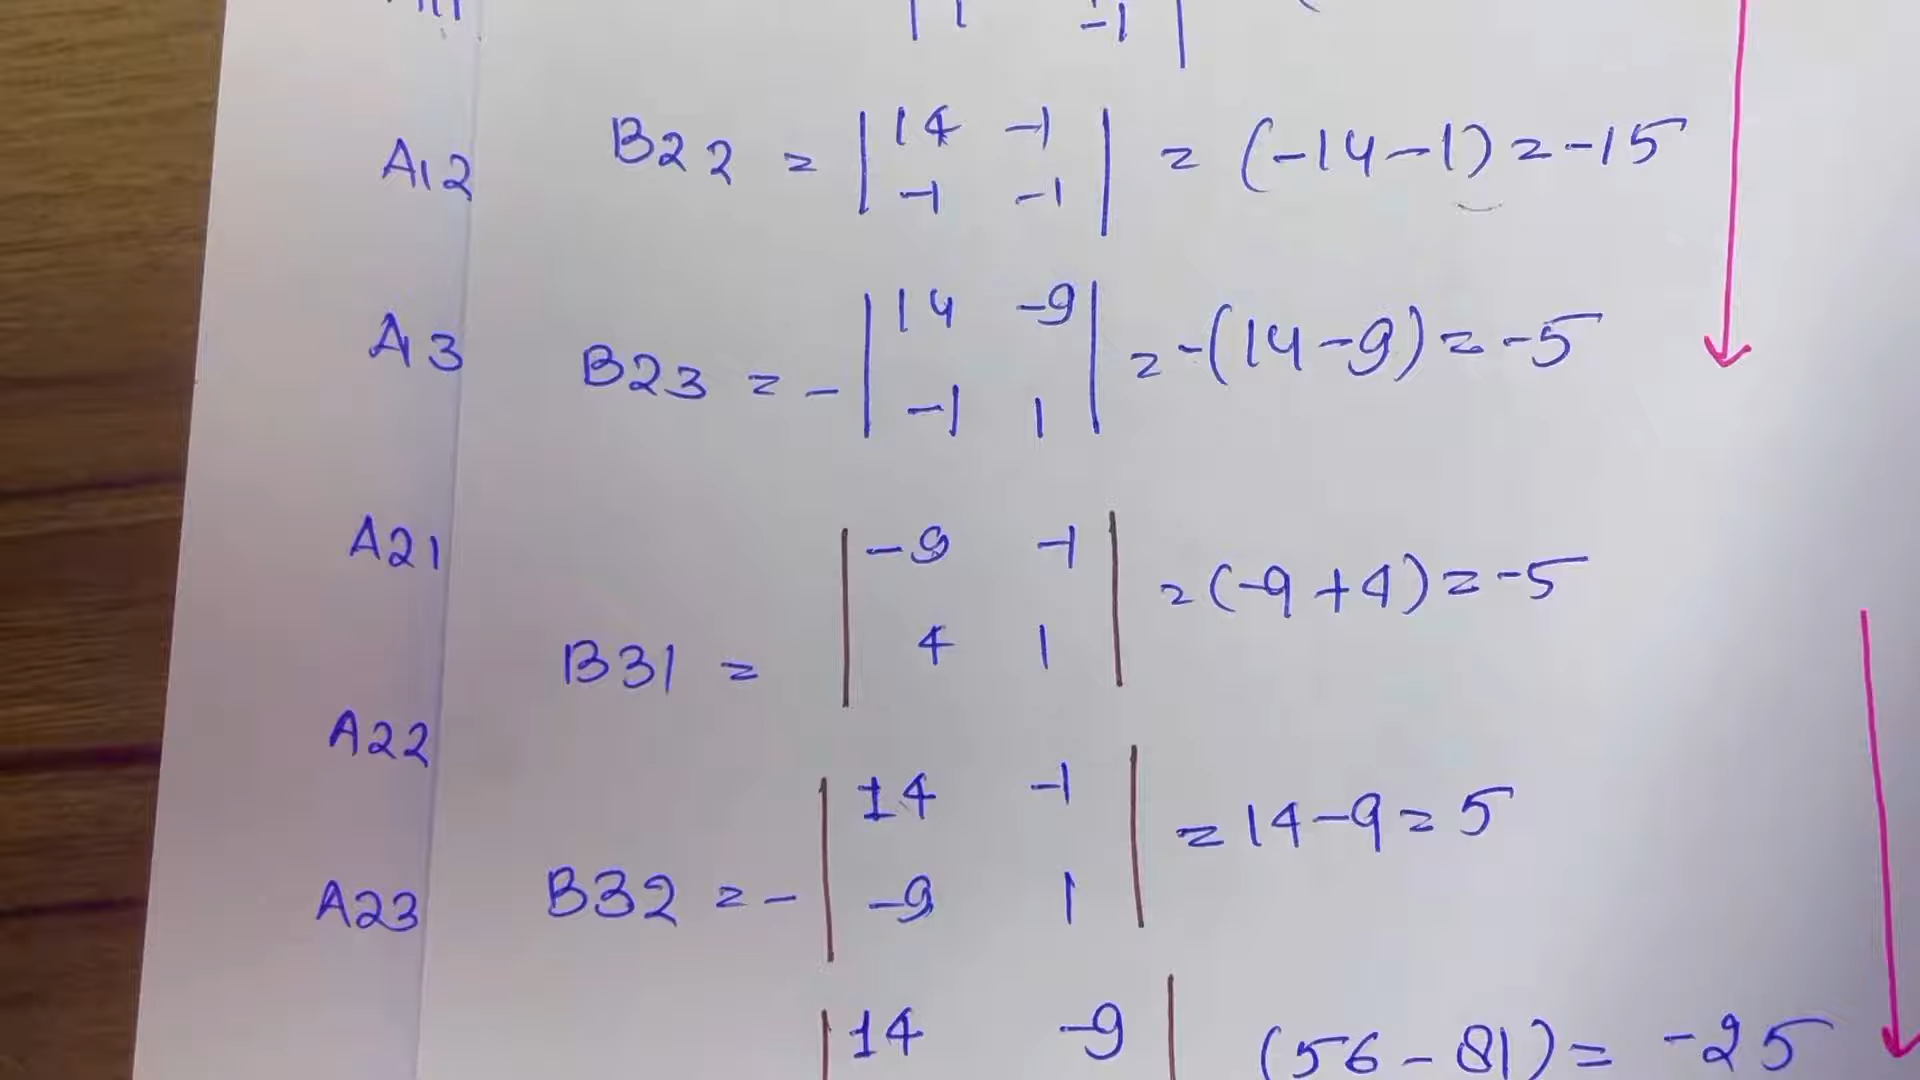 1 -1
A12 B22 = | 14 -1 | = (-14-1) = -15
| -1 -1 |
A13 B23 = - | 14 -9 | = -(14-9) = -5
| -1 1 |
A21 | -9 -1 | = (-9+4) = -5
B31 = | 4 1 |
A22 | 14 -1 | = 14-9 = 5
A23 B32 = - | -9 1 |
| 14 -9 | (56-81) = -25